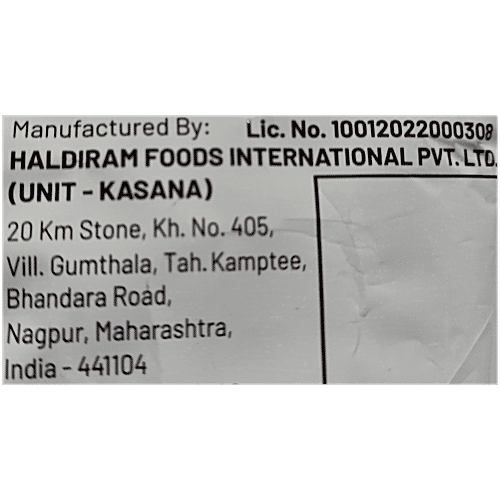 Manufactured By: Lic. No. 10012022000308
HALDIRAM FOODS INTERNATIONAL PVT. LTD.
(UNIT - KASANA)
20 Km Stone, Kh. No. 405,
Vill. Gumthala, Tah. Kamptee,
Bhandara Road,
Nagpur, Maharashtra,
India - 441104